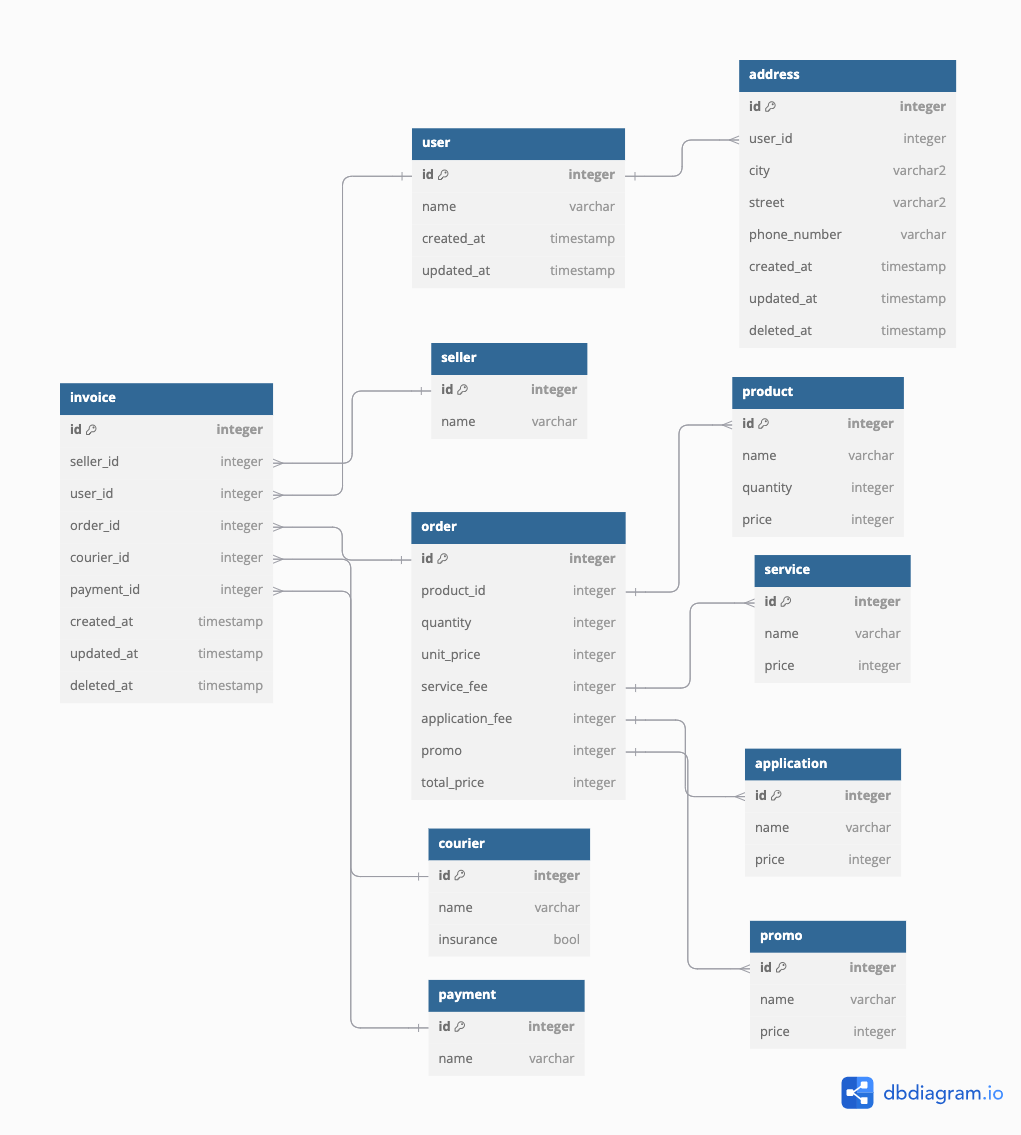 address
id integer
user_id integer
city varchar2
street varchar2
phone_number varchar
created_at timestamp
updated_at timestamp
deleted_at timestamp
user
id integer
name varchar
created_at timestamp
updated_at timestamp
seller
id integer
name varchar
invoice
id integer
seller_id integer
user_id integer
order_id integer
courier_id integer
payment_id integer
created_at timestamp
updated_at timestamp
deleted_at timestamp
product
id integer
name varchar
quantity integer
price integer
order
id integer
product_id integer
quantity integer
unit_price integer
service_fee integer
application_fee integer
promo integer
total_price integer
service
id integer
name varchar
price integer
application
id integer
name varchar
price integer
courier
id integer
name varchar
insurance bool
promo
id integer
name varchar
price integer
payment
id integer
name varchar
dbdiagram.io